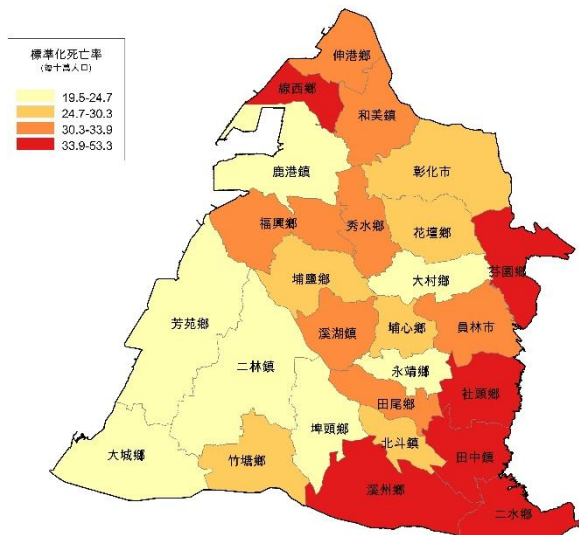 標準化死亡率
(每十萬人口)
19.5-24.7
24.7-30.3
30.3-33.9
33.9-53.3
伸港鄉
線西鄉
和美鎮
鹿港鎮
彰化市
福興鄉
秀水鄉
花壇鄉
芬園鄉
埔鹽鄉
大村鄉
芳苑鄉
溪湖鎮
埔心鄉
員林市
二林鎮
永靖鄉
社頭鄉
田尾鄉
埤頭鄉
北斗鎮
大城鄉
竹塘鄉
田中鎮
溪州鄉
二水鄉